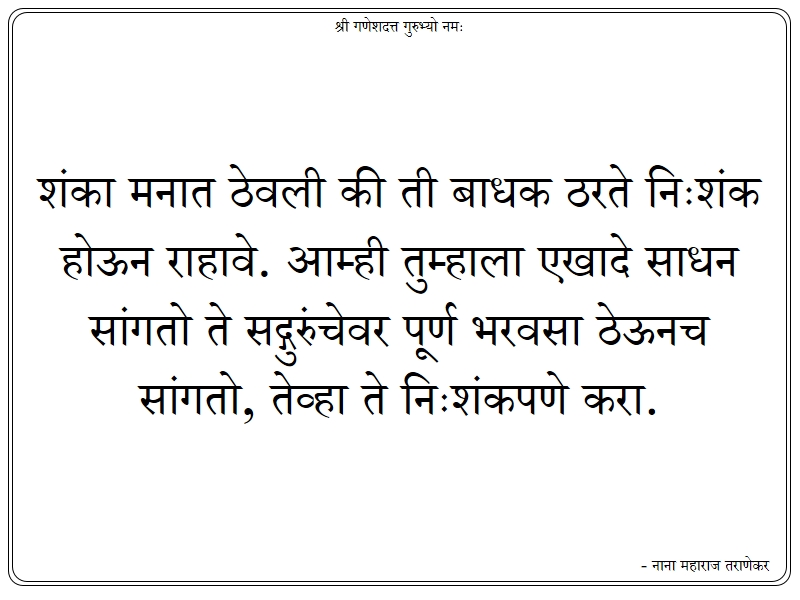 श्री गणेशदत्त गुरुभ्यो नमः
शंका मनात ठेवली की ती बाधक ठरते निःशंक
होऊन राहावे. आम्ही तुम्हाला एखादे साधन
सांगतो ते सद्गुरुंचेवर पूर्ण भरवसा ठेऊनच
सांगतो, तेव्हा ते निःशंकपणे करा.
- नाना महाराज तराणेकर